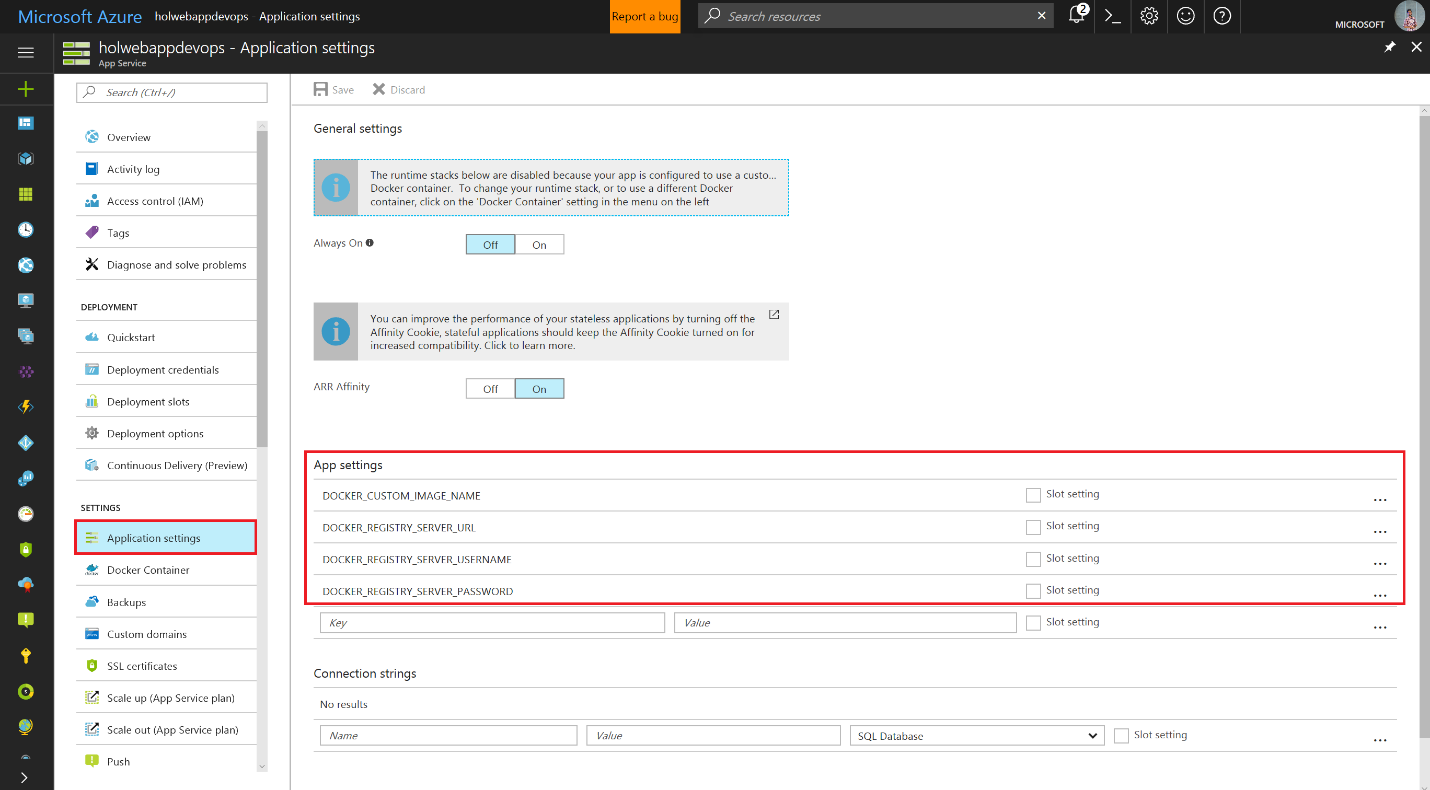 Microsoft Azure holwebappdevops - Application settings
Report a bug
Search resources
2
MICROSOFT
holwebappdevops - Application settings
App Service
Search (Ctrl+/)
Overview
Activity log
Access control (IAM)
Tags
Diagnose and solve problems
DEPLOYMENT
Quickstart
Deployment credentials
Deployment slots
Deployment options
Continuous Delivery (Preview)
SETTINGS
Application settings
Docker Container
Backups
Custom domains
SSL certificates
Scale up (App Service plan)
Scale out (App Service plan)
Push
Save Discard
General settings
The runtime stacks below are disabled because your app is configured to use a custo...
Docker container. To change your runtime stack, or to use a different Docker
container, click on the 'Docker Container' setting in the menu on the left
Always On Off On
You can improve the performance of your stateless applications by turning off the
Affinity Cookie, stateful applications should keep the Affinity Cookie turned on for
increased compatibility. Click to learn more.
ARR Affinity Off On
App settings
DOCKER_CUSTOM_IMAGE_NAME Slot setting ...
DOCKER_REGISTRY_SERVER_URL Slot setting ...
DOCKER_REGISTRY_SERVER_USERNAME Slot setting ...
DOCKER_REGISTRY_SERVER_PASSWORD Slot setting ...
Key Value Slot setting ...
Connection strings
No results
Name Value SQL Database Slot setting ...